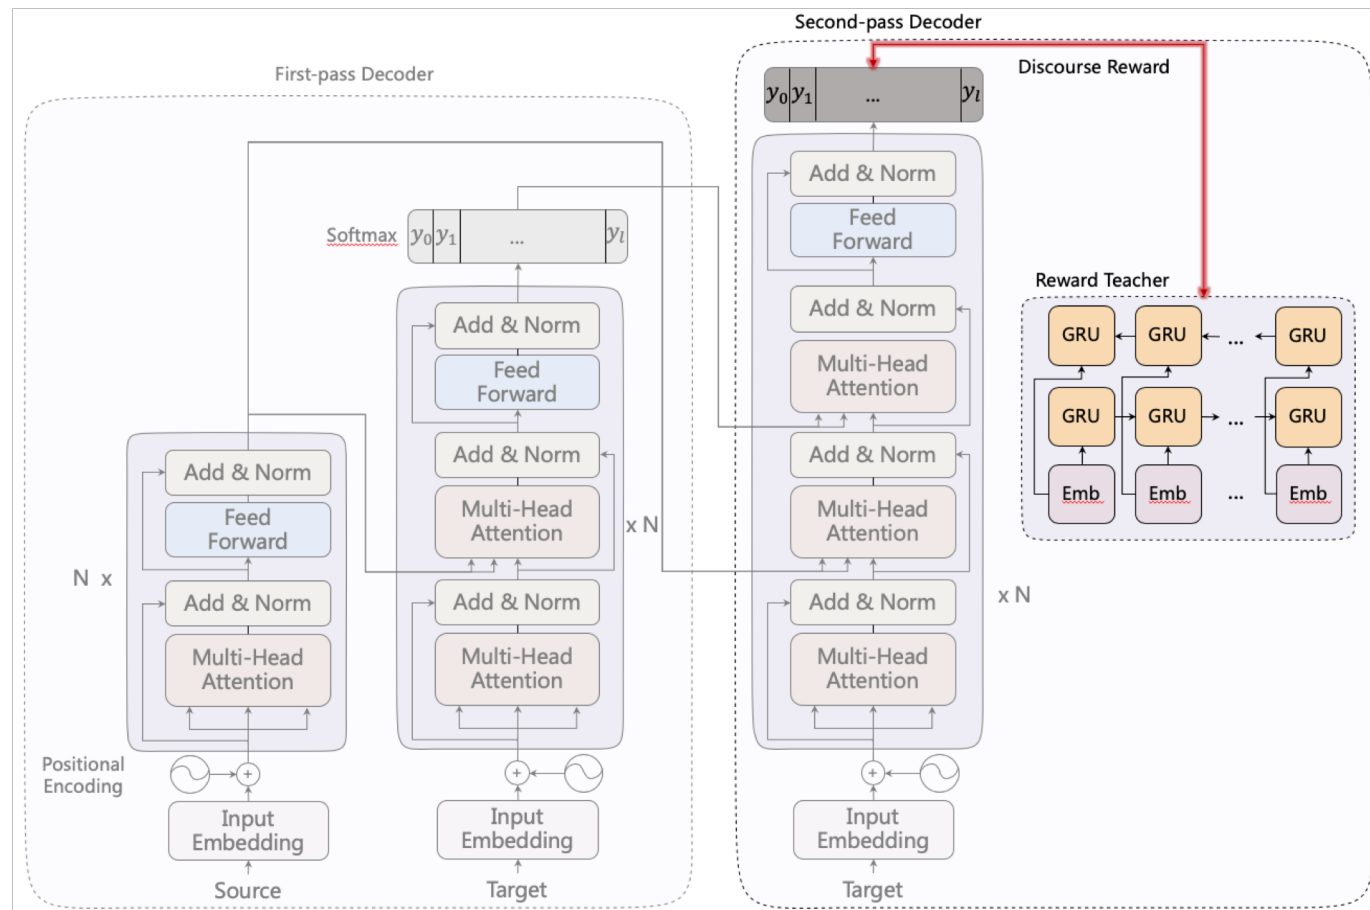 Second-pass Decoder
First-pass Decoder
Discourse Reward
y₀ y₁ ... yₗ
Add & Norm
Feed
Forward
Add & Norm
Multi-Head
Attention
Add & Norm
Multi-Head
Attention
Add & Norm
Multi-Head
Attention
x N
+
Input
Embedding
Target
Reward Teacher
GRU GRU ... GRU
GRU GRU ... GRU
Emb Emb ... Emb
Softmax y₀ y₁ ... yₗ
Add & Norm
Feed
Forward
Add & Norm
Multi-Head
Attention
x N
Add & Norm
Multi-Head
Attention
+
Input
Embedding
Target
Add & Norm
Feed
Forward
N x
Add & Norm
Multi-Head
Attention
Positional
Encoding
+
Input
Embedding
Source